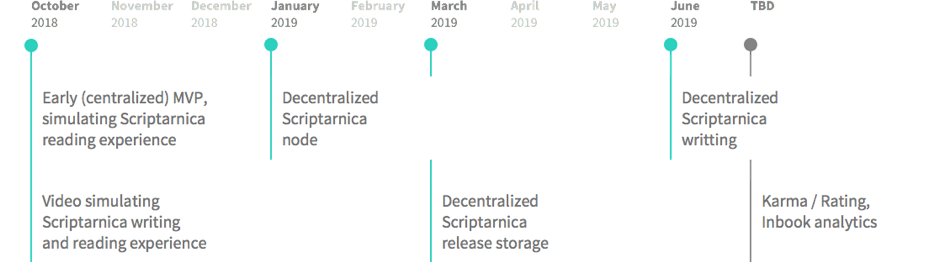 October November December January February March April May June TBD
2018 2018 2018 2019 2019 2019 2019 2019 2019
Early (centralized) MVP,
simulating Scriptarnica
reading experience
Decentralized
Scriptarnica
node
Decentralized
Scriptarnica
writting
Video simulating
Scriptarnica writing
and reading experience
Decentralized
Scriptarnica
release storage
Karma / Rating,
Inbook analytics